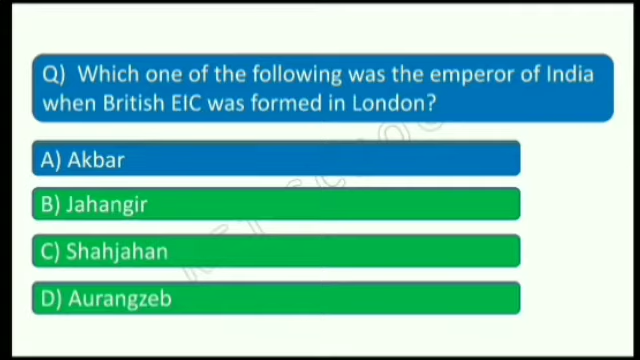 Q) Which one of the following was the emperor of India
when British EIC was formed in London?
A) Akbar
B) Jahangir
C) Shahjahan
D) Aurangzeb